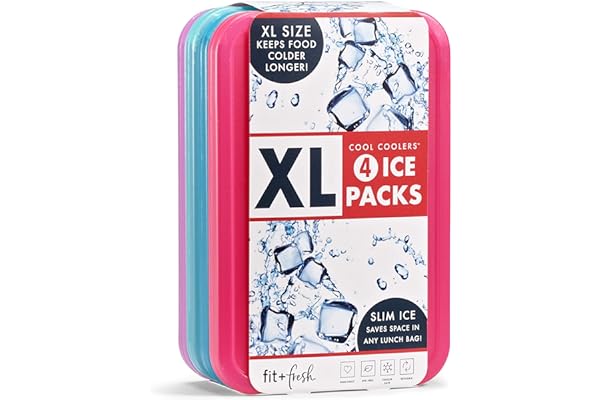 XL SIZE
KEEPS FOOD
COLDER
LONGER!
COOL COOLERS®
XL
4 ICE
PACKS
SLIM ICE
SAVES SPACE IN
ANY LUNCH BAG!
fit+fresh